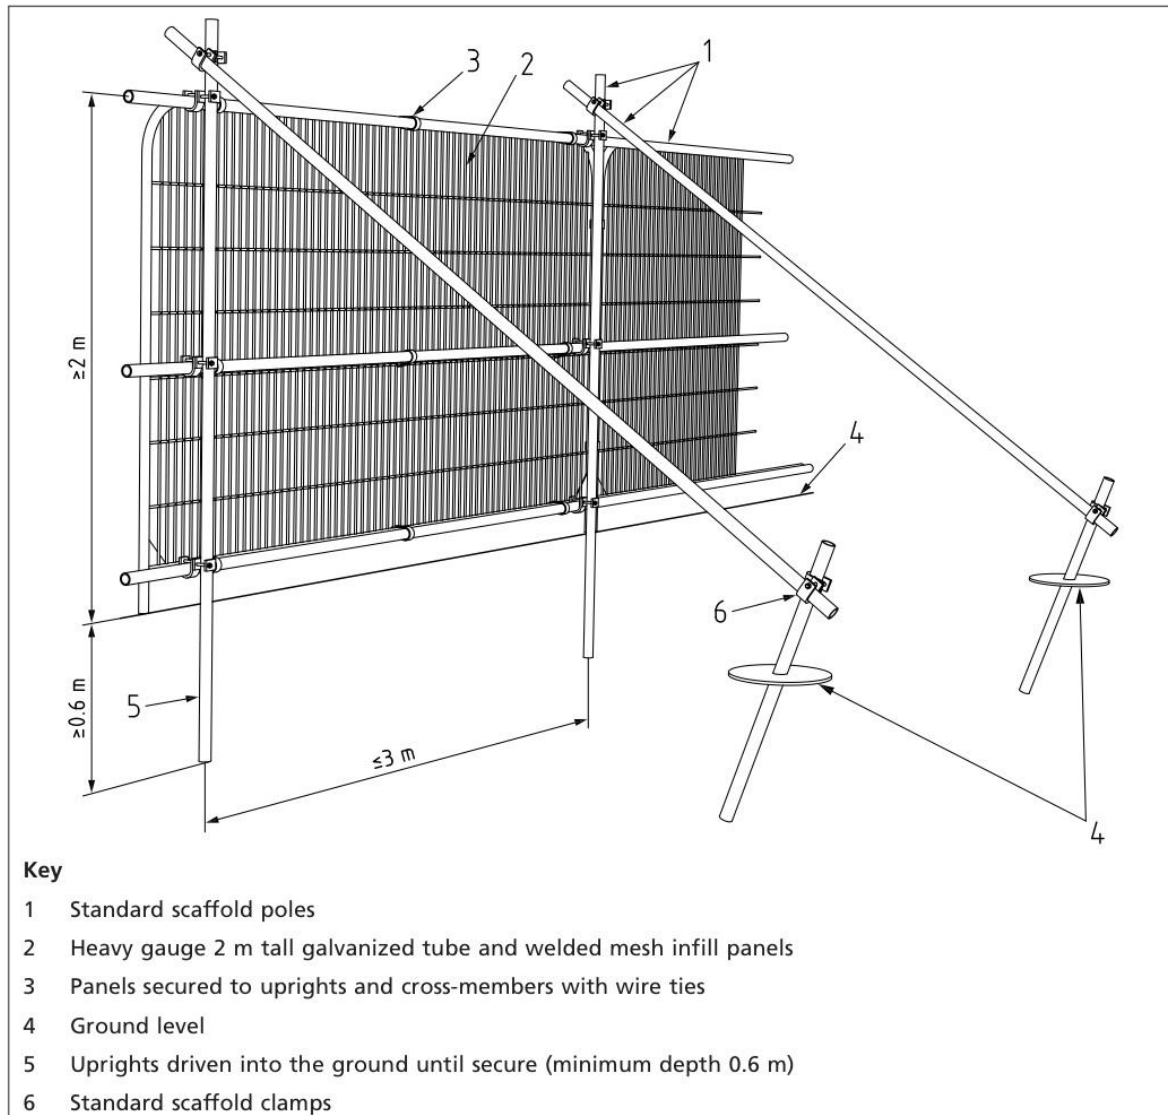 3
2
1
≥2 m
4
6
5
≥0.6 m
≤3 m
4
Key
1 Standard scaffold poles
2 Heavy gauge 2 m tall galvanized tube and welded mesh infill panels
3 Panels secured to uprights and cross-members with wire ties
4 Ground level
5 Uprights driven into the ground until secure (minimum depth 0.6 m)
6 Standard scaffold clamps